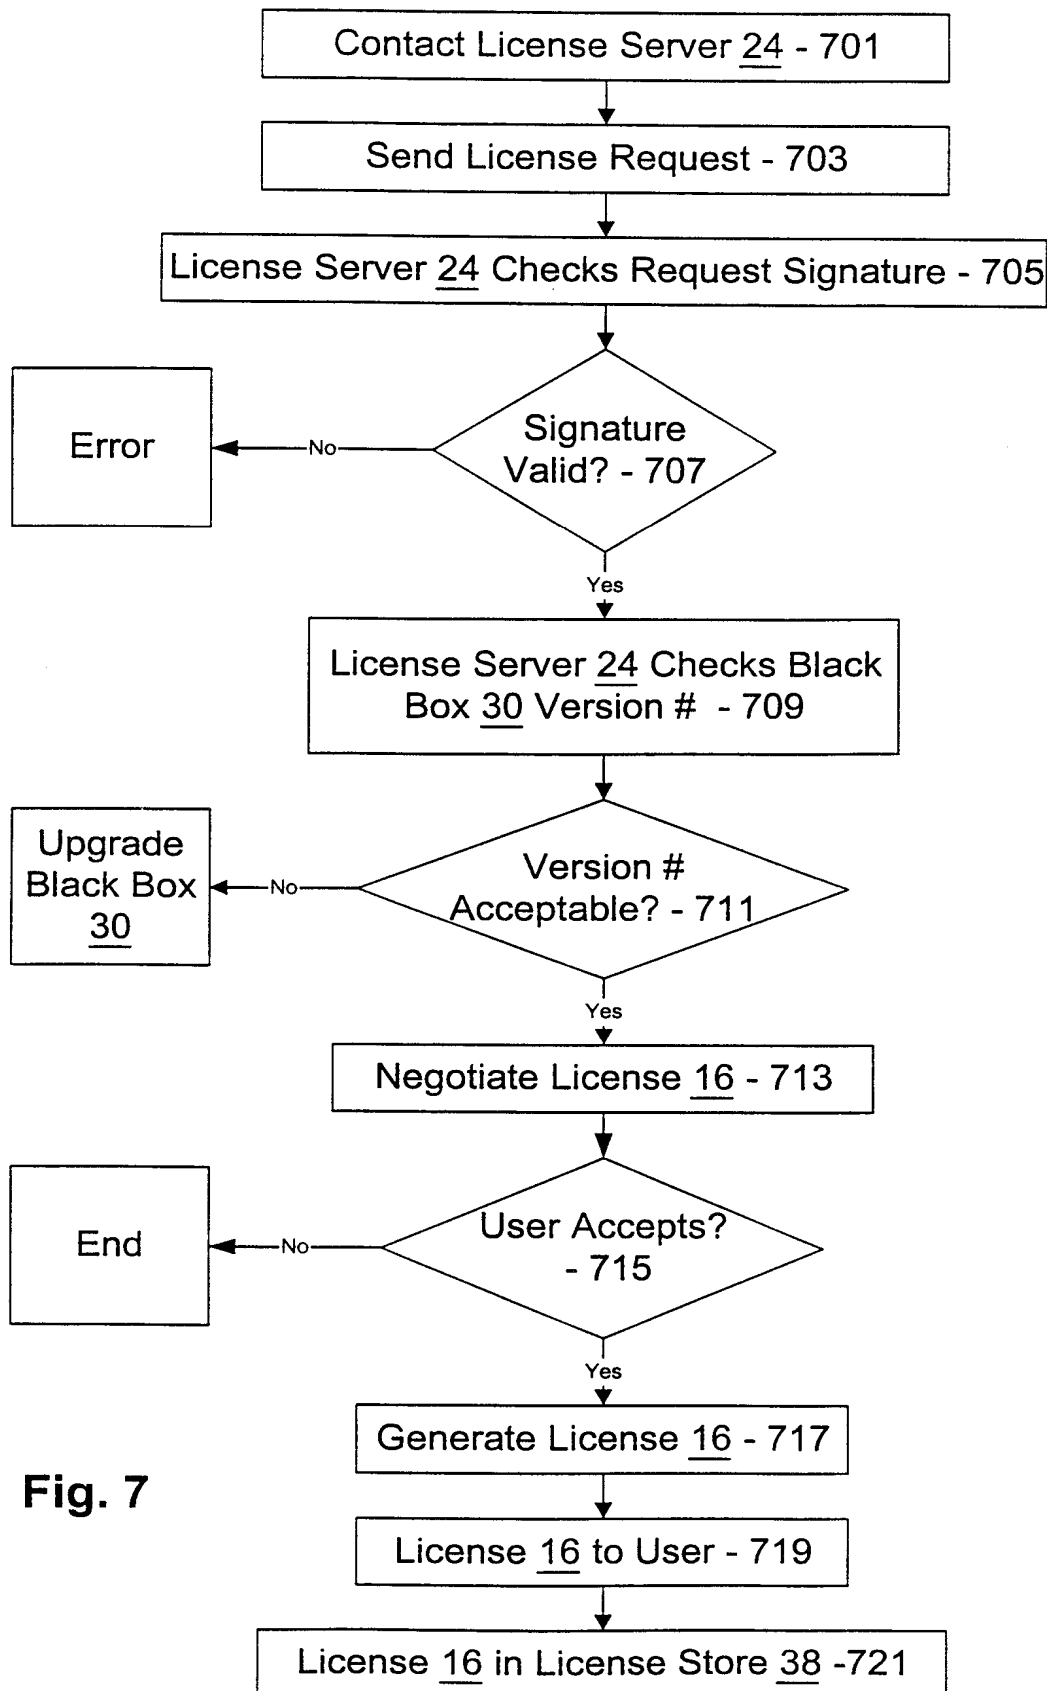 Contact License Server 24 - 701
Send License Request - 703
License Server 24 Checks Request Signature - 705
Error
No
Signature
Valid? - 707
Yes
License Server 24 Checks Black
Box 30 Version # - 709
Upgrade
Black Box
30
No
Version #
Acceptable? - 711
Yes
Negotiate License 16 - 713
End
No
User Accepts?
- 715
Yes
Generate License 16 - 717
Fig. 7
License 16 to User - 719
License 16 in License Store 38 -721